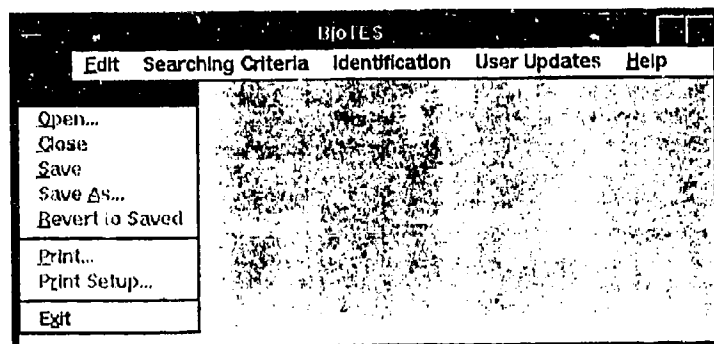 BioTES
Edit Searching Criteria Identification User Updates Help
Open...
Close
Save
Save As...
Revert to Saved
Print...
Print Setup...
Exit